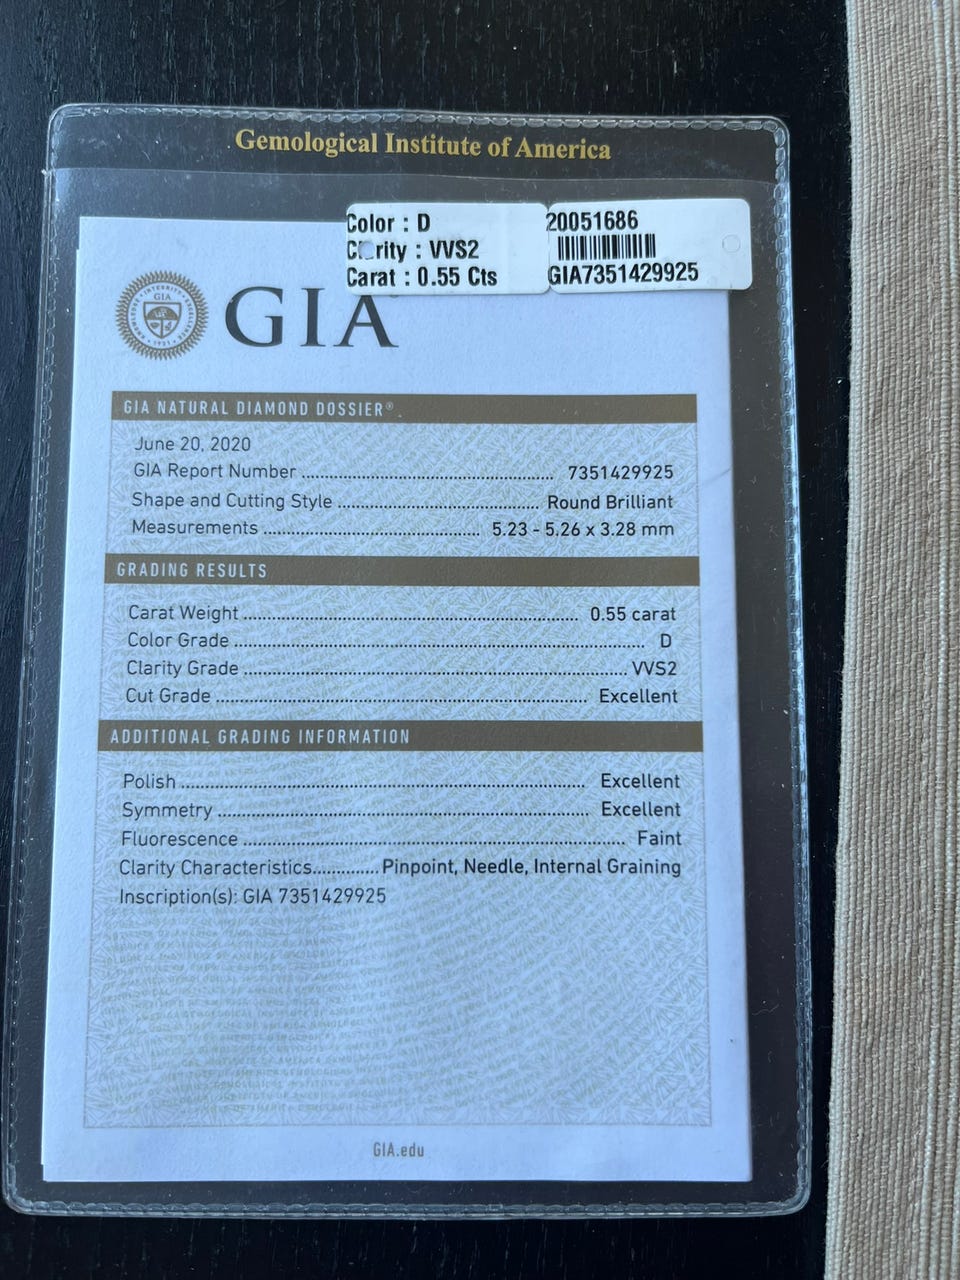 Gemological Institute of America
Color : D
Clarity : VVS2
Carat : 0.55 Cts
20051686
GIA7351429925
GIA
GIA NATURAL DIAMOND DOSSIER®
June 20, 2020
GIA Report Number ........ 7351429925
Shape and Cutting Style ........ Round Brilliant
Measurements ........ 5.23 - 5.26 x 3.28 mm
GRADING RESULTS
Carat Weight ........ 0.55 carat
Color Grade ........ D
Clarity Grade ........ VVS2
Cut Grade ........ Excellent
ADDITIONAL GRADING INFORMATION
Polish ........ Excellent
Symmetry ........ Excellent
Fluorescence ........ Faint
Clarity Characteristics ........ Pinpoint, Needle, Internal Graining
Inscription(s): GIA 7351429925
GIA.edu